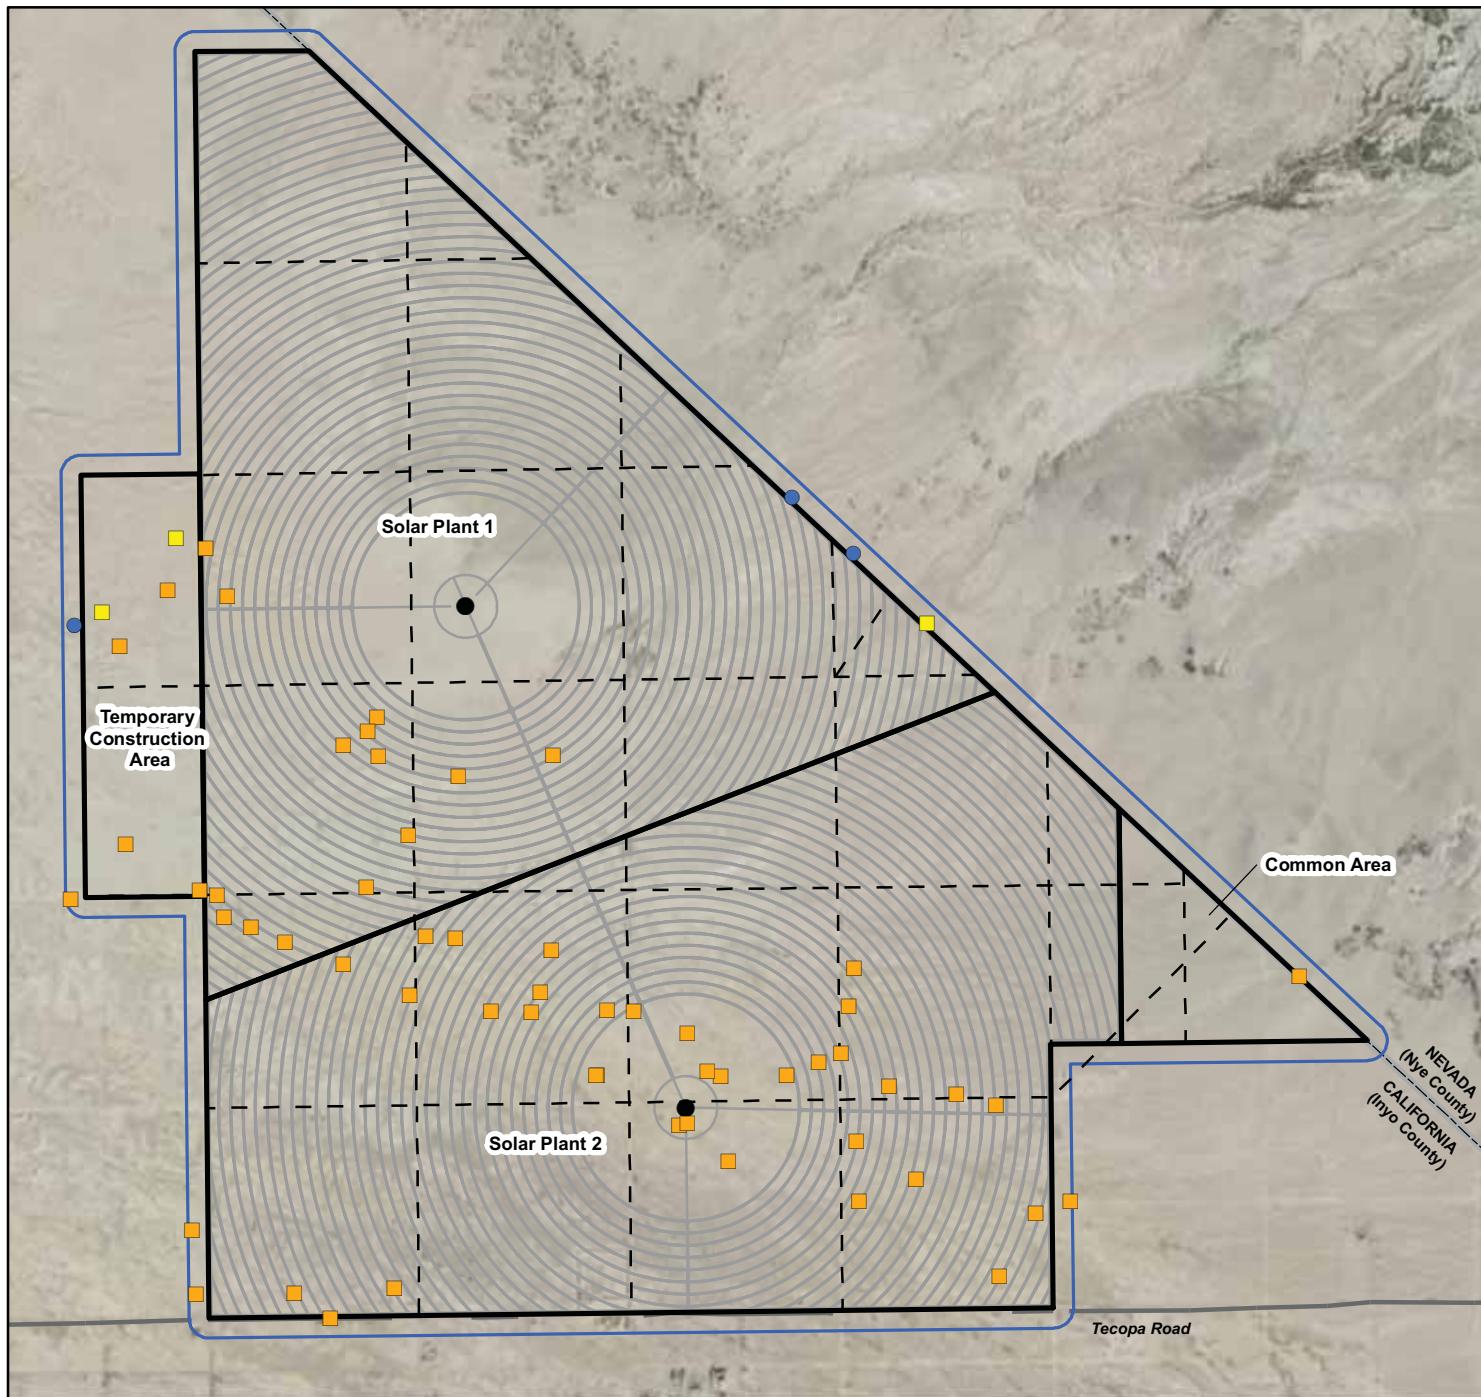 Solar Plant 1
Temporary
Construction
Area
Common Area
NEVADA
(Nye County)
CALIFORNIA
(Inyo County)
Solar Plant 2
Tecopa Road